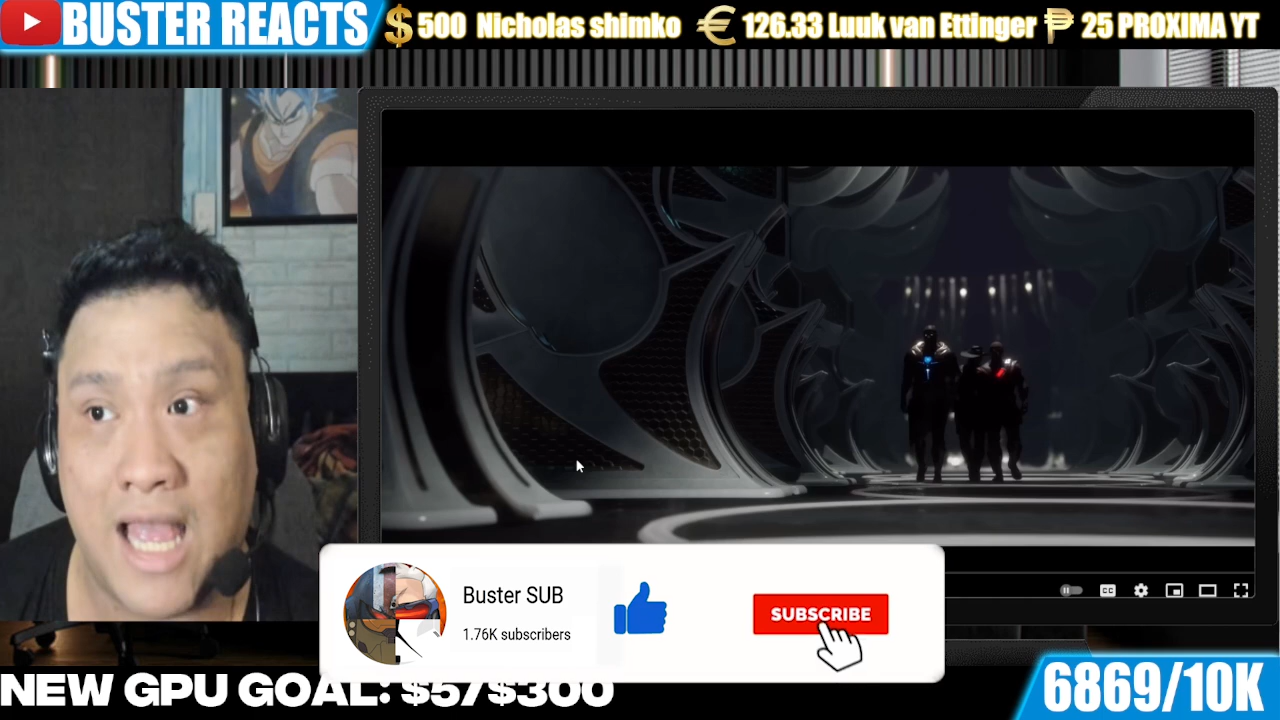 BUSTER REACTS
$ 500 Nicholas shimko € 126.33 Luuk van Ettinger ₱ 25 PROXIMA YT
CC
Buster SUB
1.76K subscribers
SUBSCRIBE
NEW GPU GOAL: $57$300
6869/10K